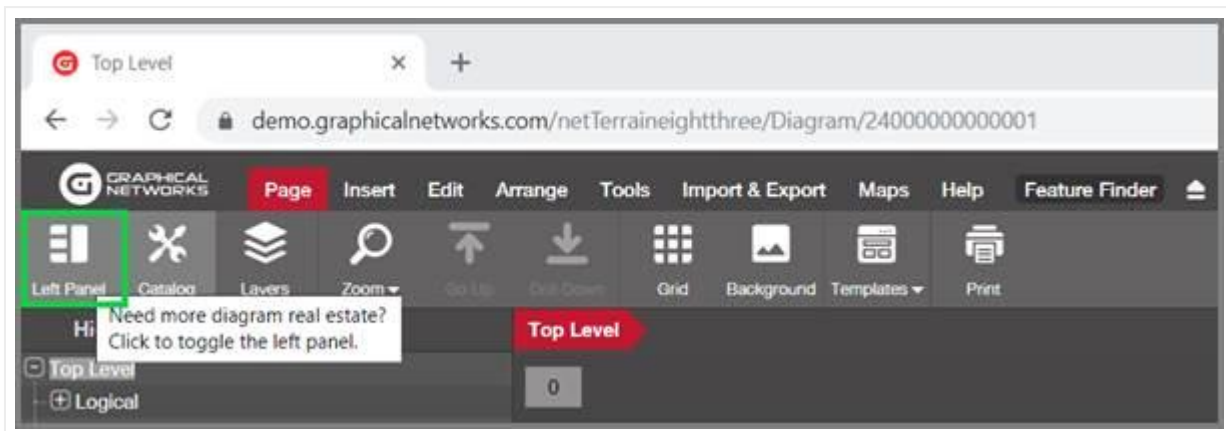 Top Level
demo.graphicalnetworks.com/netTerraineightthree/Diagram/24000000000001
GRAPHICAL NETWORKS
Page Insert Edit Arrange Tools Import & Export Maps Help Feature Finder
Left Panel Catalog Layers Zoom Go Up Drill Down Grid Background Templates Print
Need more diagram real estate?
Click to toggle the left panel.
Hi
Top Level
Top Level
0
Logical